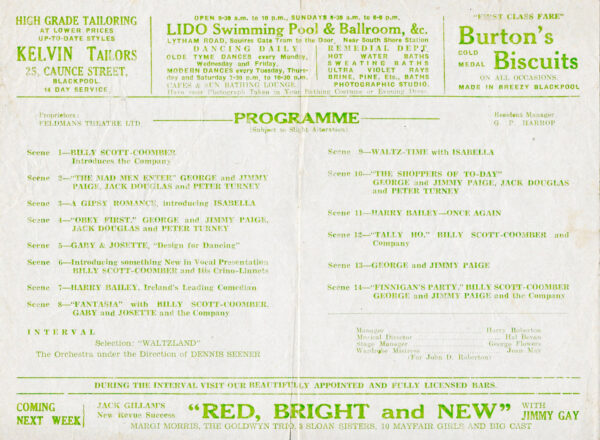 HIGH GRADE TAILORING
AT LOWER PRICES
UP-TO-DATE STYLES
KELVIN TAILORS
25, CAUNCE STREET,
BLACKPOOL
14 DAY SERVICE
OPEN 9-30 a.m. to 10 p.m., SUNDAYS 9-30 a.m. to 6-0 p.m.
LIDO Swimming Pool & Ballroom, &c.
LYTHAM ROAD, Squires Gate Tram to the Door, Near South Shore Station
DANCING DAILY
OLDE TYME DANCES every Monday,
Wednesday and Friday,
MODERN DANCES every Tuesday, Thurs-
day and Saturday 7-30 p.m. to 10-30 p.m.
CAFES & SUN BATHING LOUNGE
REMEDIAL DEPT.
HOT WATER BATHS
SWEATING BATHS
ULTRA VIOLET RAYS
BRINE, PINE, Etc., BATHS
PHOTOGRAPHIC STUDIO.
Have your Photograph Taken in Your Bathing Costume or Evening Dress.
"FIRST CLASS FARE"
Burton's
GOLD MEDAL Biscuits
ON ALL OCCASIONS.
MADE IN BREEZY BLACKPOOL
Proprietors:
FELDMANS THEATRE LTD
PROGRAMME
(Subject to Slight Alteration)
Resident Manager
G. P. HARROP
Scene 1—BILLY SCOTT-COOMBER
Introduces the Company
Scene 2—"THE MAD MEN ENTER" GEORGE and JIMMY
PAIGE, JACK DOUGLAS and PETER TURNEY
Scene 3—A GIPSY ROMANCE, introducing ISABELLA
Scene 4—"OBEY FIRST," GEORGE and JIMMY PAIGE,
JACK DOUGLAS and PETER TURNEY
Scene 5—GABY & JOSETTE, "Design for Dancing"
Scene 6—Introducing something New in Vocal Presentation
BILLY SCOTT-COOMBER and His Crino-Linnets
Scene 7—HARRY BAILEY, Ireland's Leading Comedian
Scene 8—"FANTASIA" with BILLY SCOTT-COOMBER,
GABY and JOSETTE and the Company
INTERVAL
Selection: "WALTZLAND"
The Orchestra under the Direction of DENNIS SEENER
Scene 9—WALTZ-TIME with ISABELLA
Scene 10—"THE SHOPPERS OF TO-DAY"
GEORGE and JIMMY PAIGE, JACK DOUGLAS
and PETER TURNEY
Scene 11—HARRY BAILEY—ONCE AGAIN
Scene 12—"TALLY HO," BILLY SCOTT-COOMBER and
Company
Scene 13—GEORGE and JIMMY PAIGE
Scene 14—"FINNIGAN'S PARTY," BILLY SCOTT-COOMBER
GEORGE and JIMMY PAIGE and the Company
Manager Harry Roberton
Musical Director Hal Bevan
Stage Manager George Flowers
Wardrobe Mistress Joan May
(For John D. Roberton)
DURING THE INTERVAL VISIT OUR BEAUTIFULLY APPOINTED AND FULLY LICENSED BARS.
COMING
NEXT WEEK
JACK GILLAM'S
New Revue Success
"RED, BRIGHT and NEW"
WITH
JIMMY GAY
MARGI MORRIS, THE GOLDWYN TRIO, 3 SLOAN SISTERS, 10 MAYFAIR GIRLS AND BIG CAST